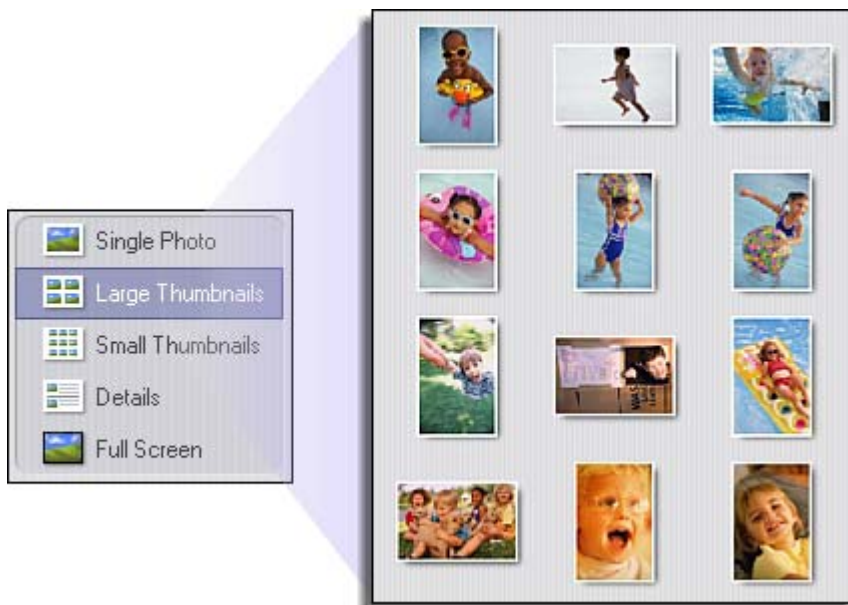 Single Photo
Large Thumbnails
Small Thumbnails
Details
Full Screen